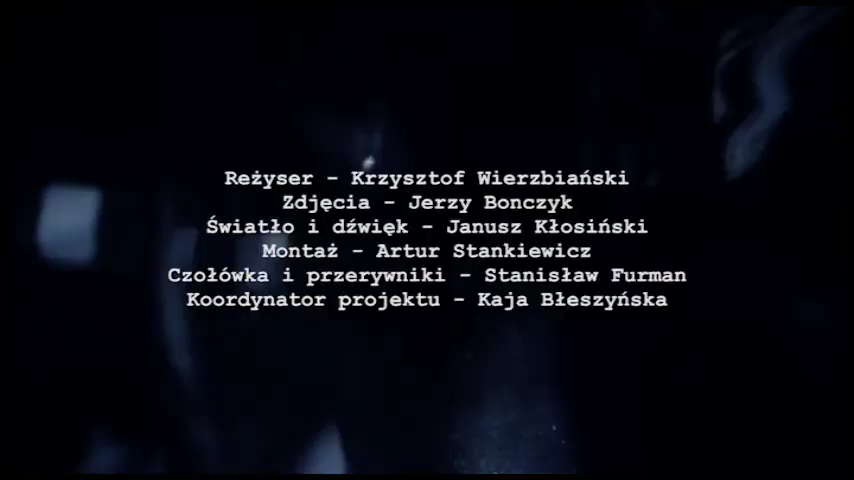 Reżyser - Krzysztof Wierzbiański
Zdjęcia - Jerzy Bonczyk
Światło i dźwięk - Janusz Kłosiński
Montaż - Artur Stankiewicz
Czołówka i przerywniki - Stanisław Furman
Koordynator projektu - Kaja Błeszyńska